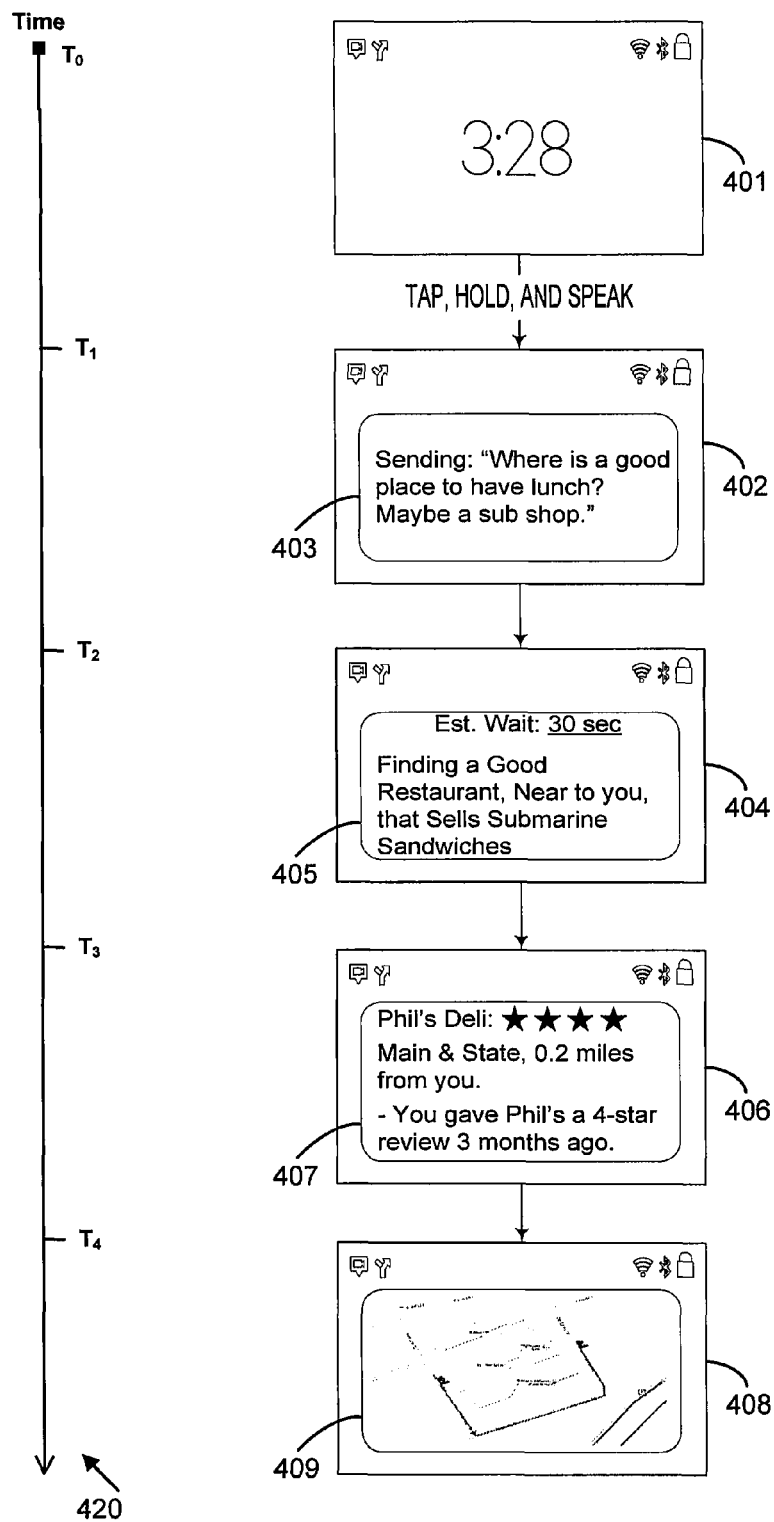 Time
T₀
3:28
401
TAP, HOLD, AND SPEAK
T₁
Sending: “Where is a good
place to have lunch?
Maybe a sub shop.”
402
403
T₂
Est. Wait: 30 sec
Finding a Good
Restaurant, Near to you,
that Sells Submarine
Sandwiches
404
405
T₃
Phil's Deli: ★★★★
Main & State, 0.2 miles
from you.
- You gave Phil's a 4-star
review 3 months ago.
406
407
T₄
408
409
420